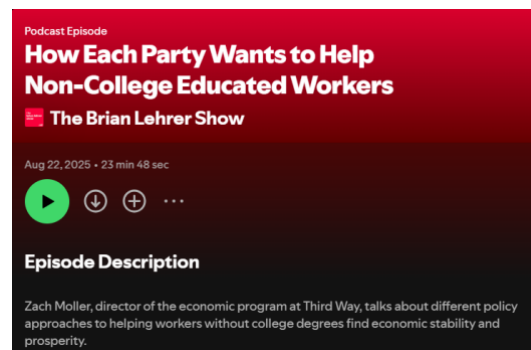 Podcast Episode
How Each Party Wants to Help
Non-College Educated Workers
The Brian Lehrer Show
Aug 22, 2025 • 23 min 48 sec
Episode Description
Zach Moller, director of the economic program at Third Way, talks about different policy
approaches to helping workers without college degrees find economic stability and
prosperity.